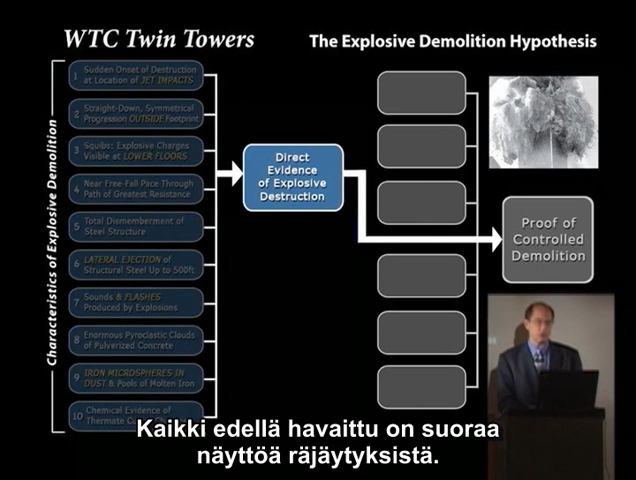 WTC Twin Towers
The Explosive Demolition Hypothesis
Characteristics of Explosive Demolition
1 Sudden Onset of Destruction
at Location of JET IMPACTS
2 Straight-Down, Symmetrical
Progression OUTSIDE Footprint
3 Squibs: Explosive Charges
Visible at LOWER FLOORS
4 Near Free-Fall Pace Through
Path of Greatest Resistance
5 Total Dismemberment of
Steel Structure
6 LATERAL EJECTION of
Structural Steel Up to 500ft
7 Sounds & FLASHES
Produced by Explosions
8 Enormous Pyroclastic Clouds
of Pulverized Concrete
9 IRON MICROSPHERES IN
DUST & Pools of Molten Iron
10 Chemical Evidence of
Thermate
Direct
Evidence
of Explosive
Destruction
Proof of
Controlled
Demolition
Kaikki edellä havaittu on suoraa
näyttöä räjäytyksistä.